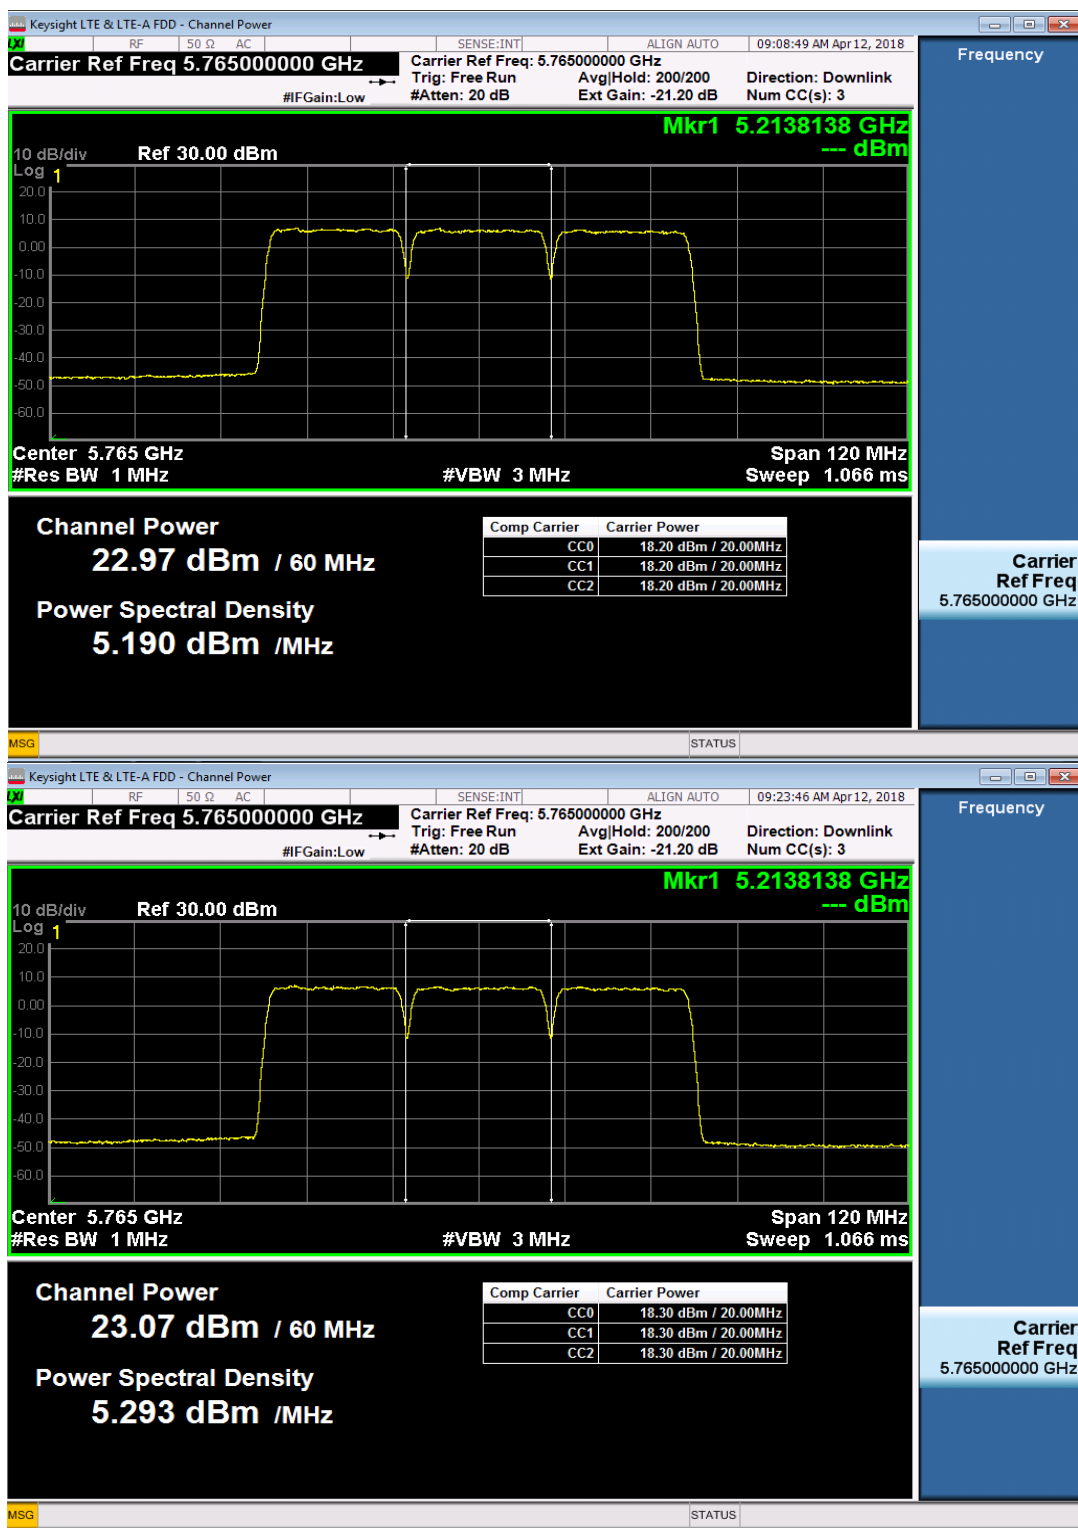 Keysight LTE & LTE-A FDD - Channel Power
LXI RF 50 Ω AC SENSE:INT ALIGN AUTO 09:08:49 AM Apr 12, 2018
Carrier Ref Freq 5.765000000 GHz
Carrier Ref Freq: 5.765000000 GHz
Trig: Free Run Avg|Hold: 200/200 Direction: Downlink
#IFGain:Low #Atten: 20 dB Ext Gain: -21.20 dB Num CC(s): 3
Frequency
Mkr1 5.2138138 GHz
--- dBm
10 dB/div Ref 30.00 dBm
Log 1
20.0
10.0
0.00
-10.0
-20.0
-30.0
-40.0
-50.0
-60.0
Center 5.765 GHz Span 120 MHz
#Res BW 1 MHz #VBW 3 MHz Sweep 1.066 ms
Channel Power
22.97 dBm / 60 MHz
Power Spectral Density
5.190 dBm /MHz
Comp Carrier Carrier Power
CC0 18.20 dBm / 20.00MHz
CC1 18.20 dBm / 20.00MHz
CC2 18.20 dBm / 20.00MHz
Carrier
Ref Freq
5.765000000 GHz
MSG STATUS
Keysight LTE & LTE-A FDD - Channel Power
LXI RF 50 Ω AC SENSE:INT ALIGN AUTO 09:23:46 AM Apr 12, 2018
Carrier Ref Freq 5.765000000 GHz
Carrier Ref Freq: 5.765000000 GHz
Trig: Free Run Avg|Hold: 200/200 Direction: Downlink
#IFGain:Low #Atten: 20 dB Ext Gain: -21.20 dB Num CC(s): 3
Frequency
Mkr1 5.2138138 GHz
--- dBm
10 dB/div Ref 30.00 dBm
Log 1
20.0
10.0
0.00
-10.0
-20.0
-30.0
-40.0
-50.0
-60.0
Center 5.765 GHz Span 120 MHz
#Res BW 1 MHz #VBW 3 MHz Sweep 1.066 ms
Channel Power
23.07 dBm / 60 MHz
Power Spectral Density
5.293 dBm /MHz
Comp Carrier Carrier Power
CC0 18.30 dBm / 20.00MHz
CC1 18.30 dBm / 20.00MHz
CC2 18.30 dBm / 20.00MHz
Carrier
Ref Freq
5.765000000 GHz
MSG STATUS